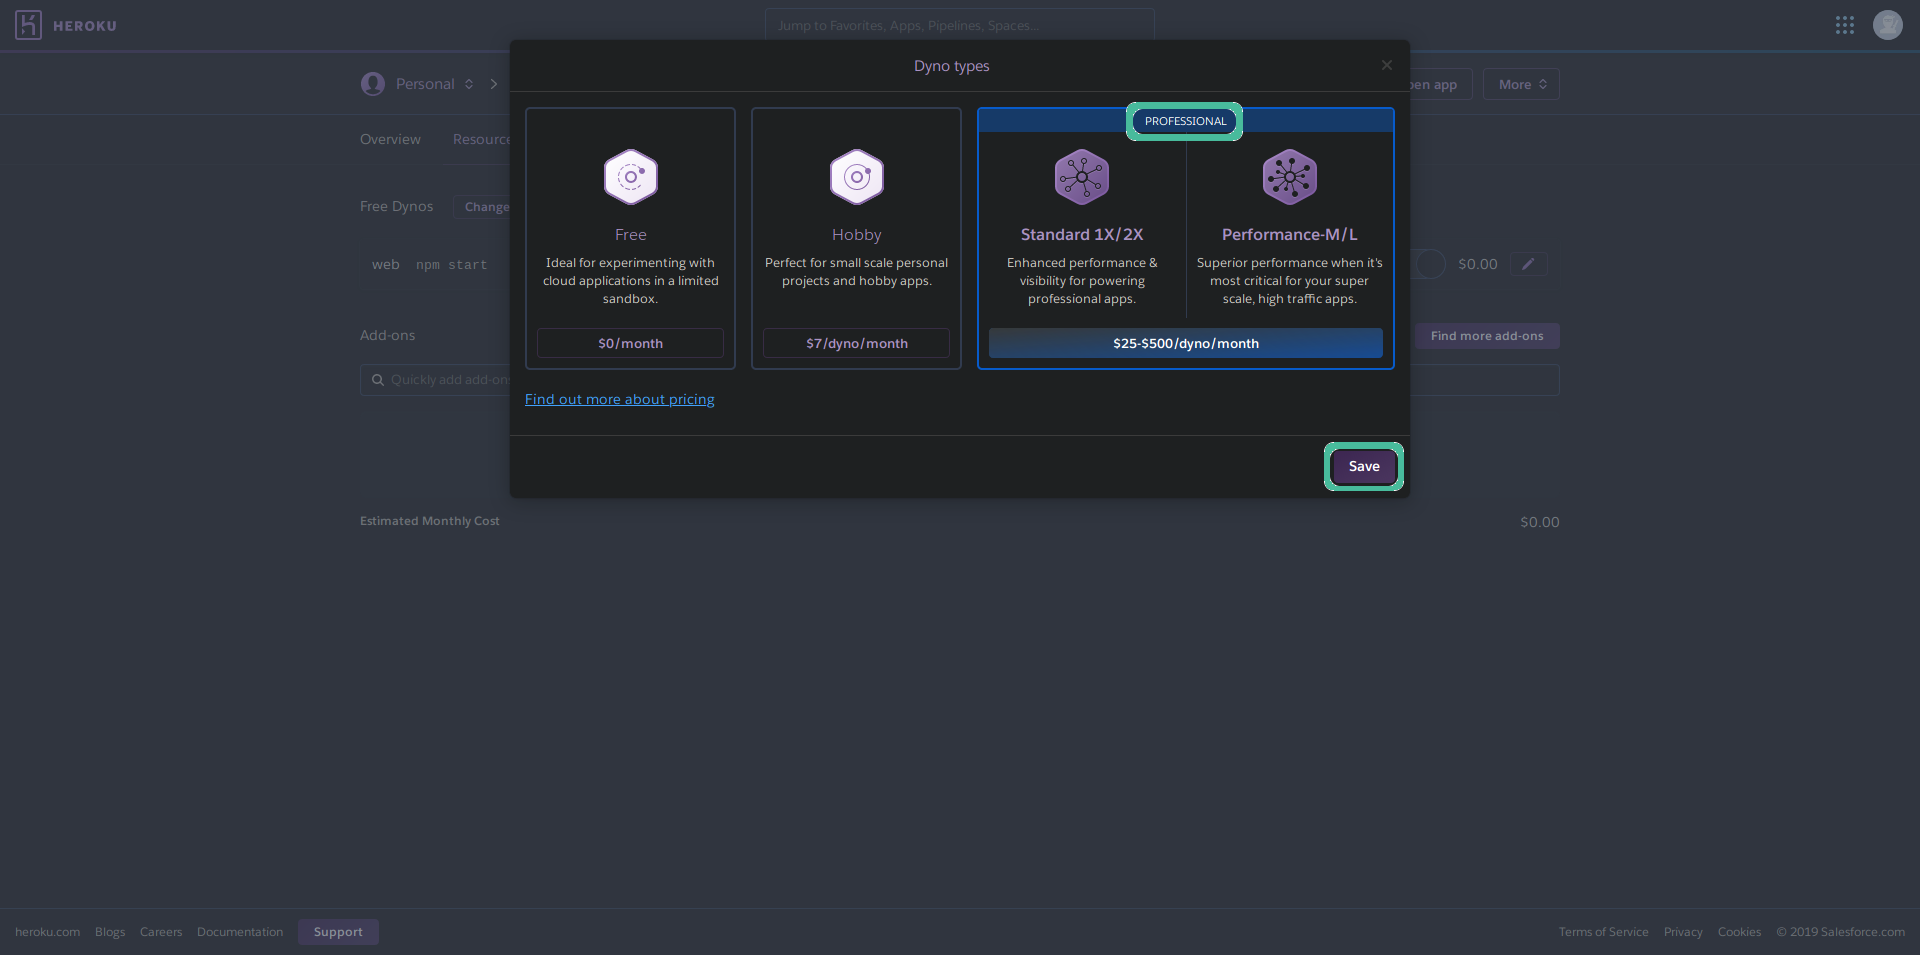 HEROKU
Jump to Favorites, Apps, Pipelines, Spaces...
Dyno types
Personal
pen app
More
PROFESSIONAL
Overview
Resource
Free
Hobby
Standard 1X/2X
Performance-M/L
Ideal for experimenting with
cloud applications in a limited
sandbox.
Perfect for small scale personal
projects and hobby apps.
Enhanced performance &
visibility for powering
professional apps.
Superior performance when it's
most critical for your super
scale, high traffic apps.
$0/month
$7/dyno/month
$25-$500/dyno/month
Free Dynos
Change
web npm start
$0.00
Add-ons
Find more add-ons
Quickly add add-ons
Find out more about pricing
Save
Estimated Monthly Cost
$0.00
heroku.com Blogs Careers Documentation Support
Terms of Service Privacy Cookies © 2019 Salesforce.com